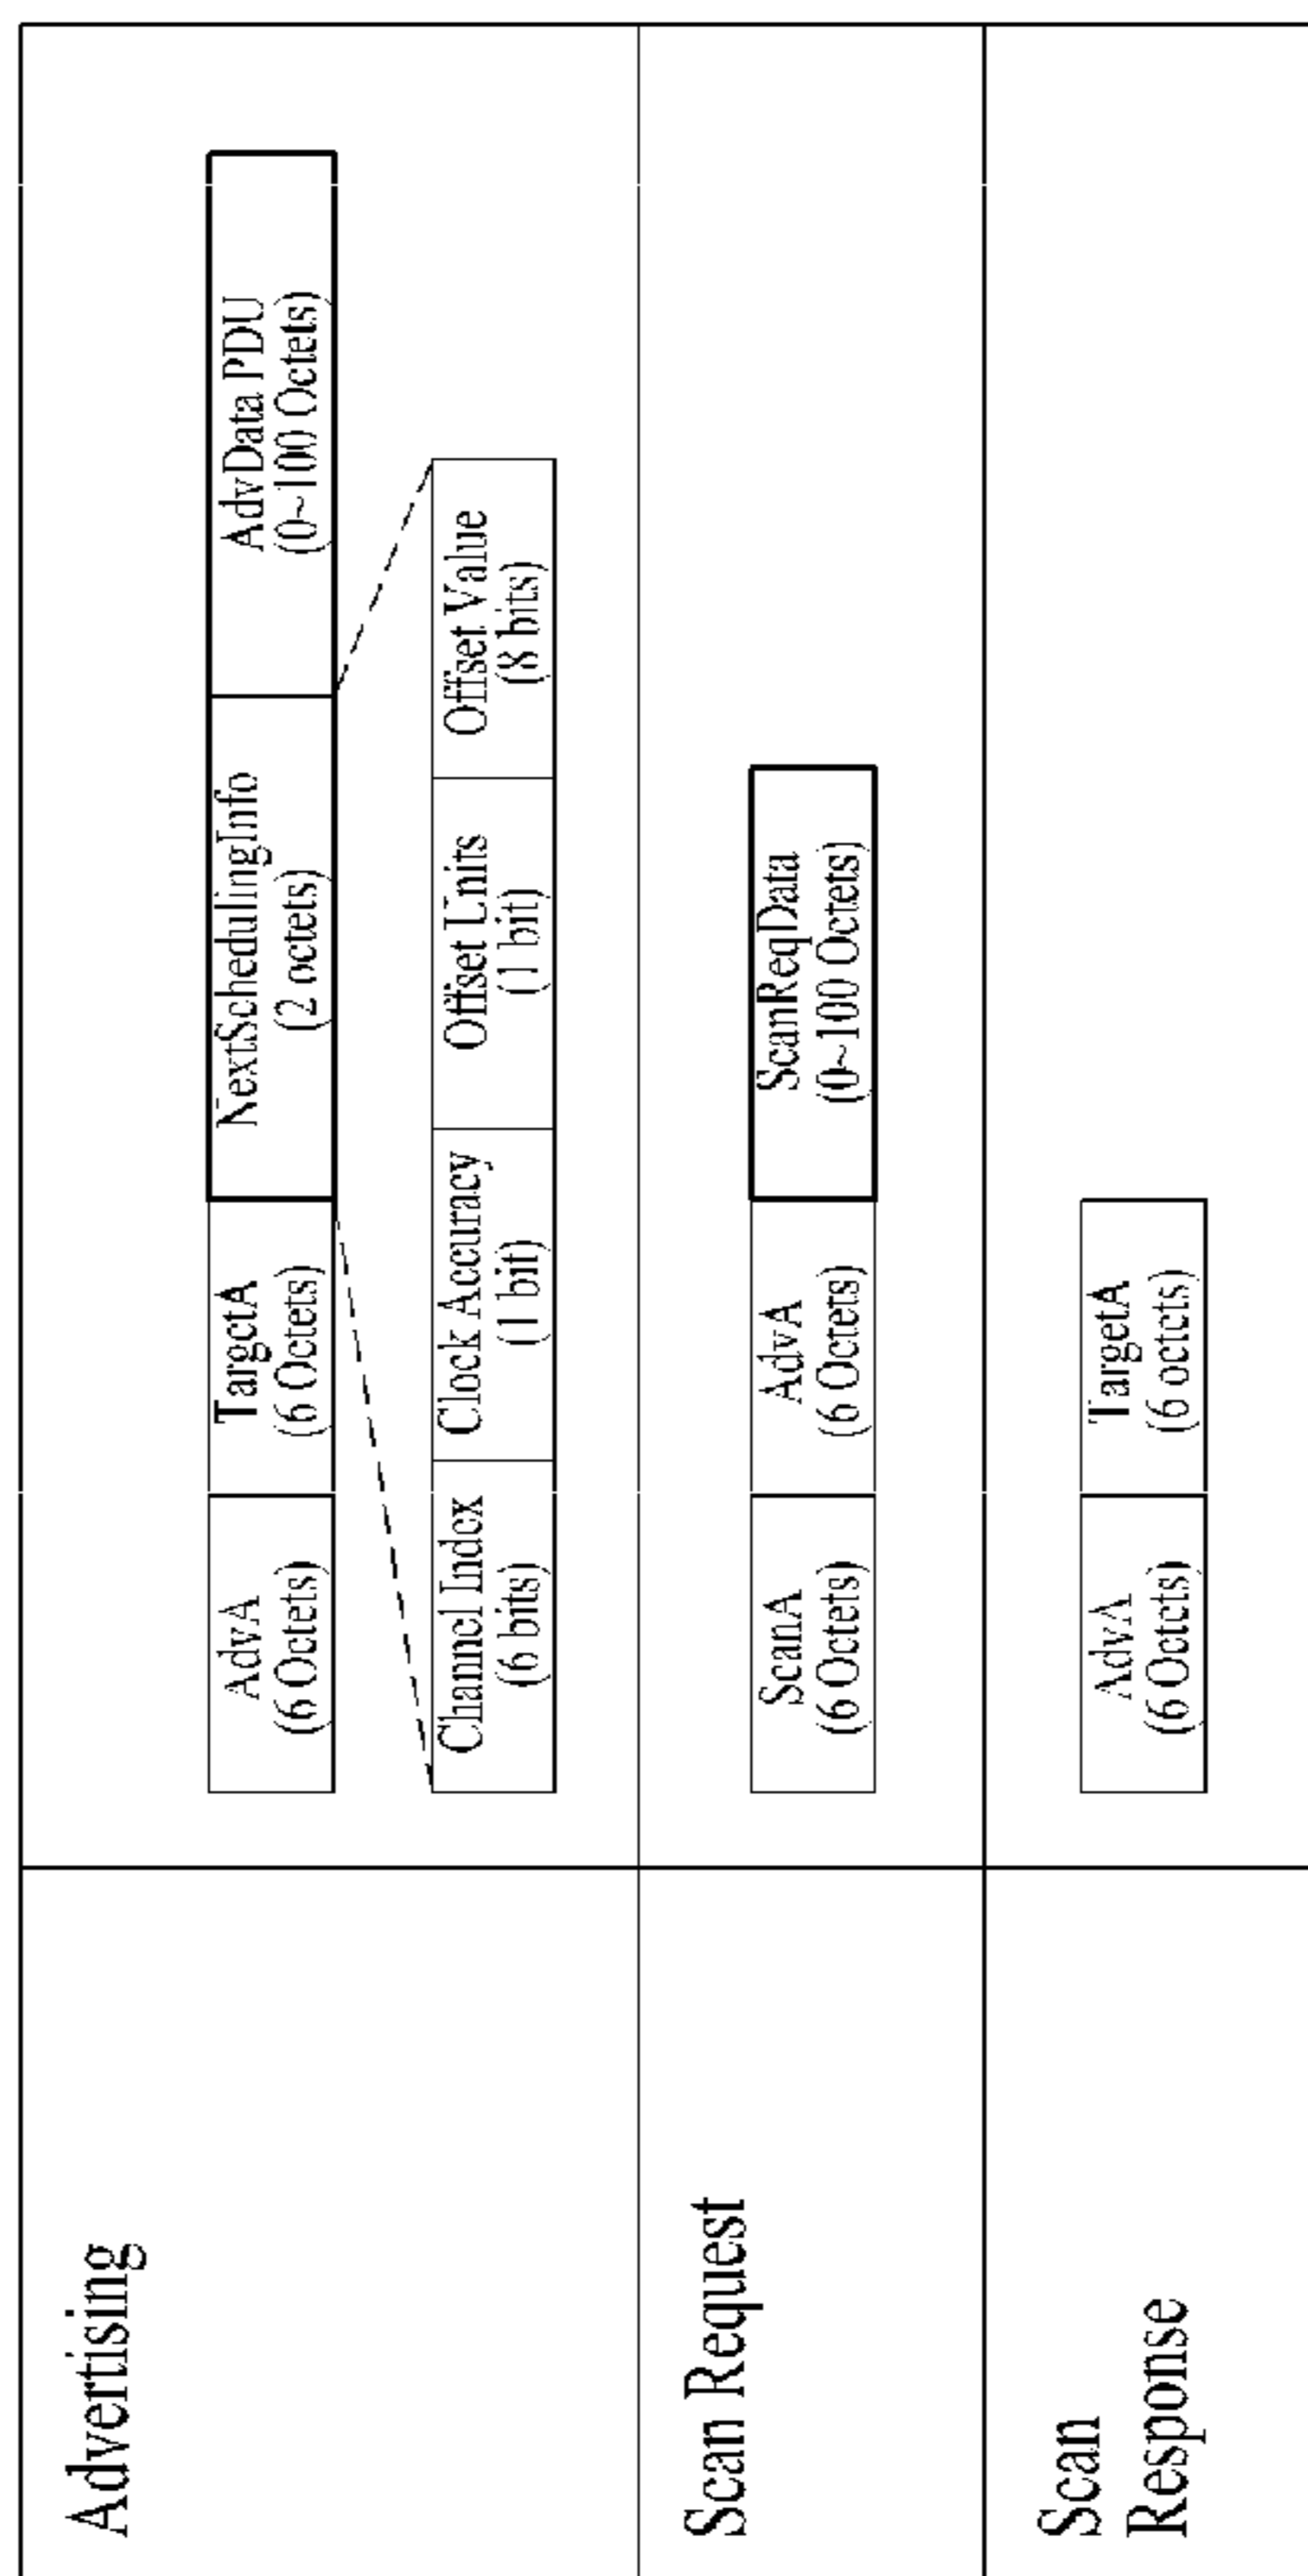 Advertising
AdvA
(6 Octets)
TargetA
(6 Octets)
NextSchedulingInfo
(2 octets)
AdvData PDU
(0~100 Octets)
Channel Index
(6 bits)
Clock Accuracy
(1 bit)
Offset Units
(1 bit)
Offset Value
(8 bits)
Scan Request
ScanA
(6 Octets)
AdvA
(6 Octets)
ScanReqData
(0~100 Octets)
Scan
Response
AdvA
(6 Octets)
TargetA
(6 octets)